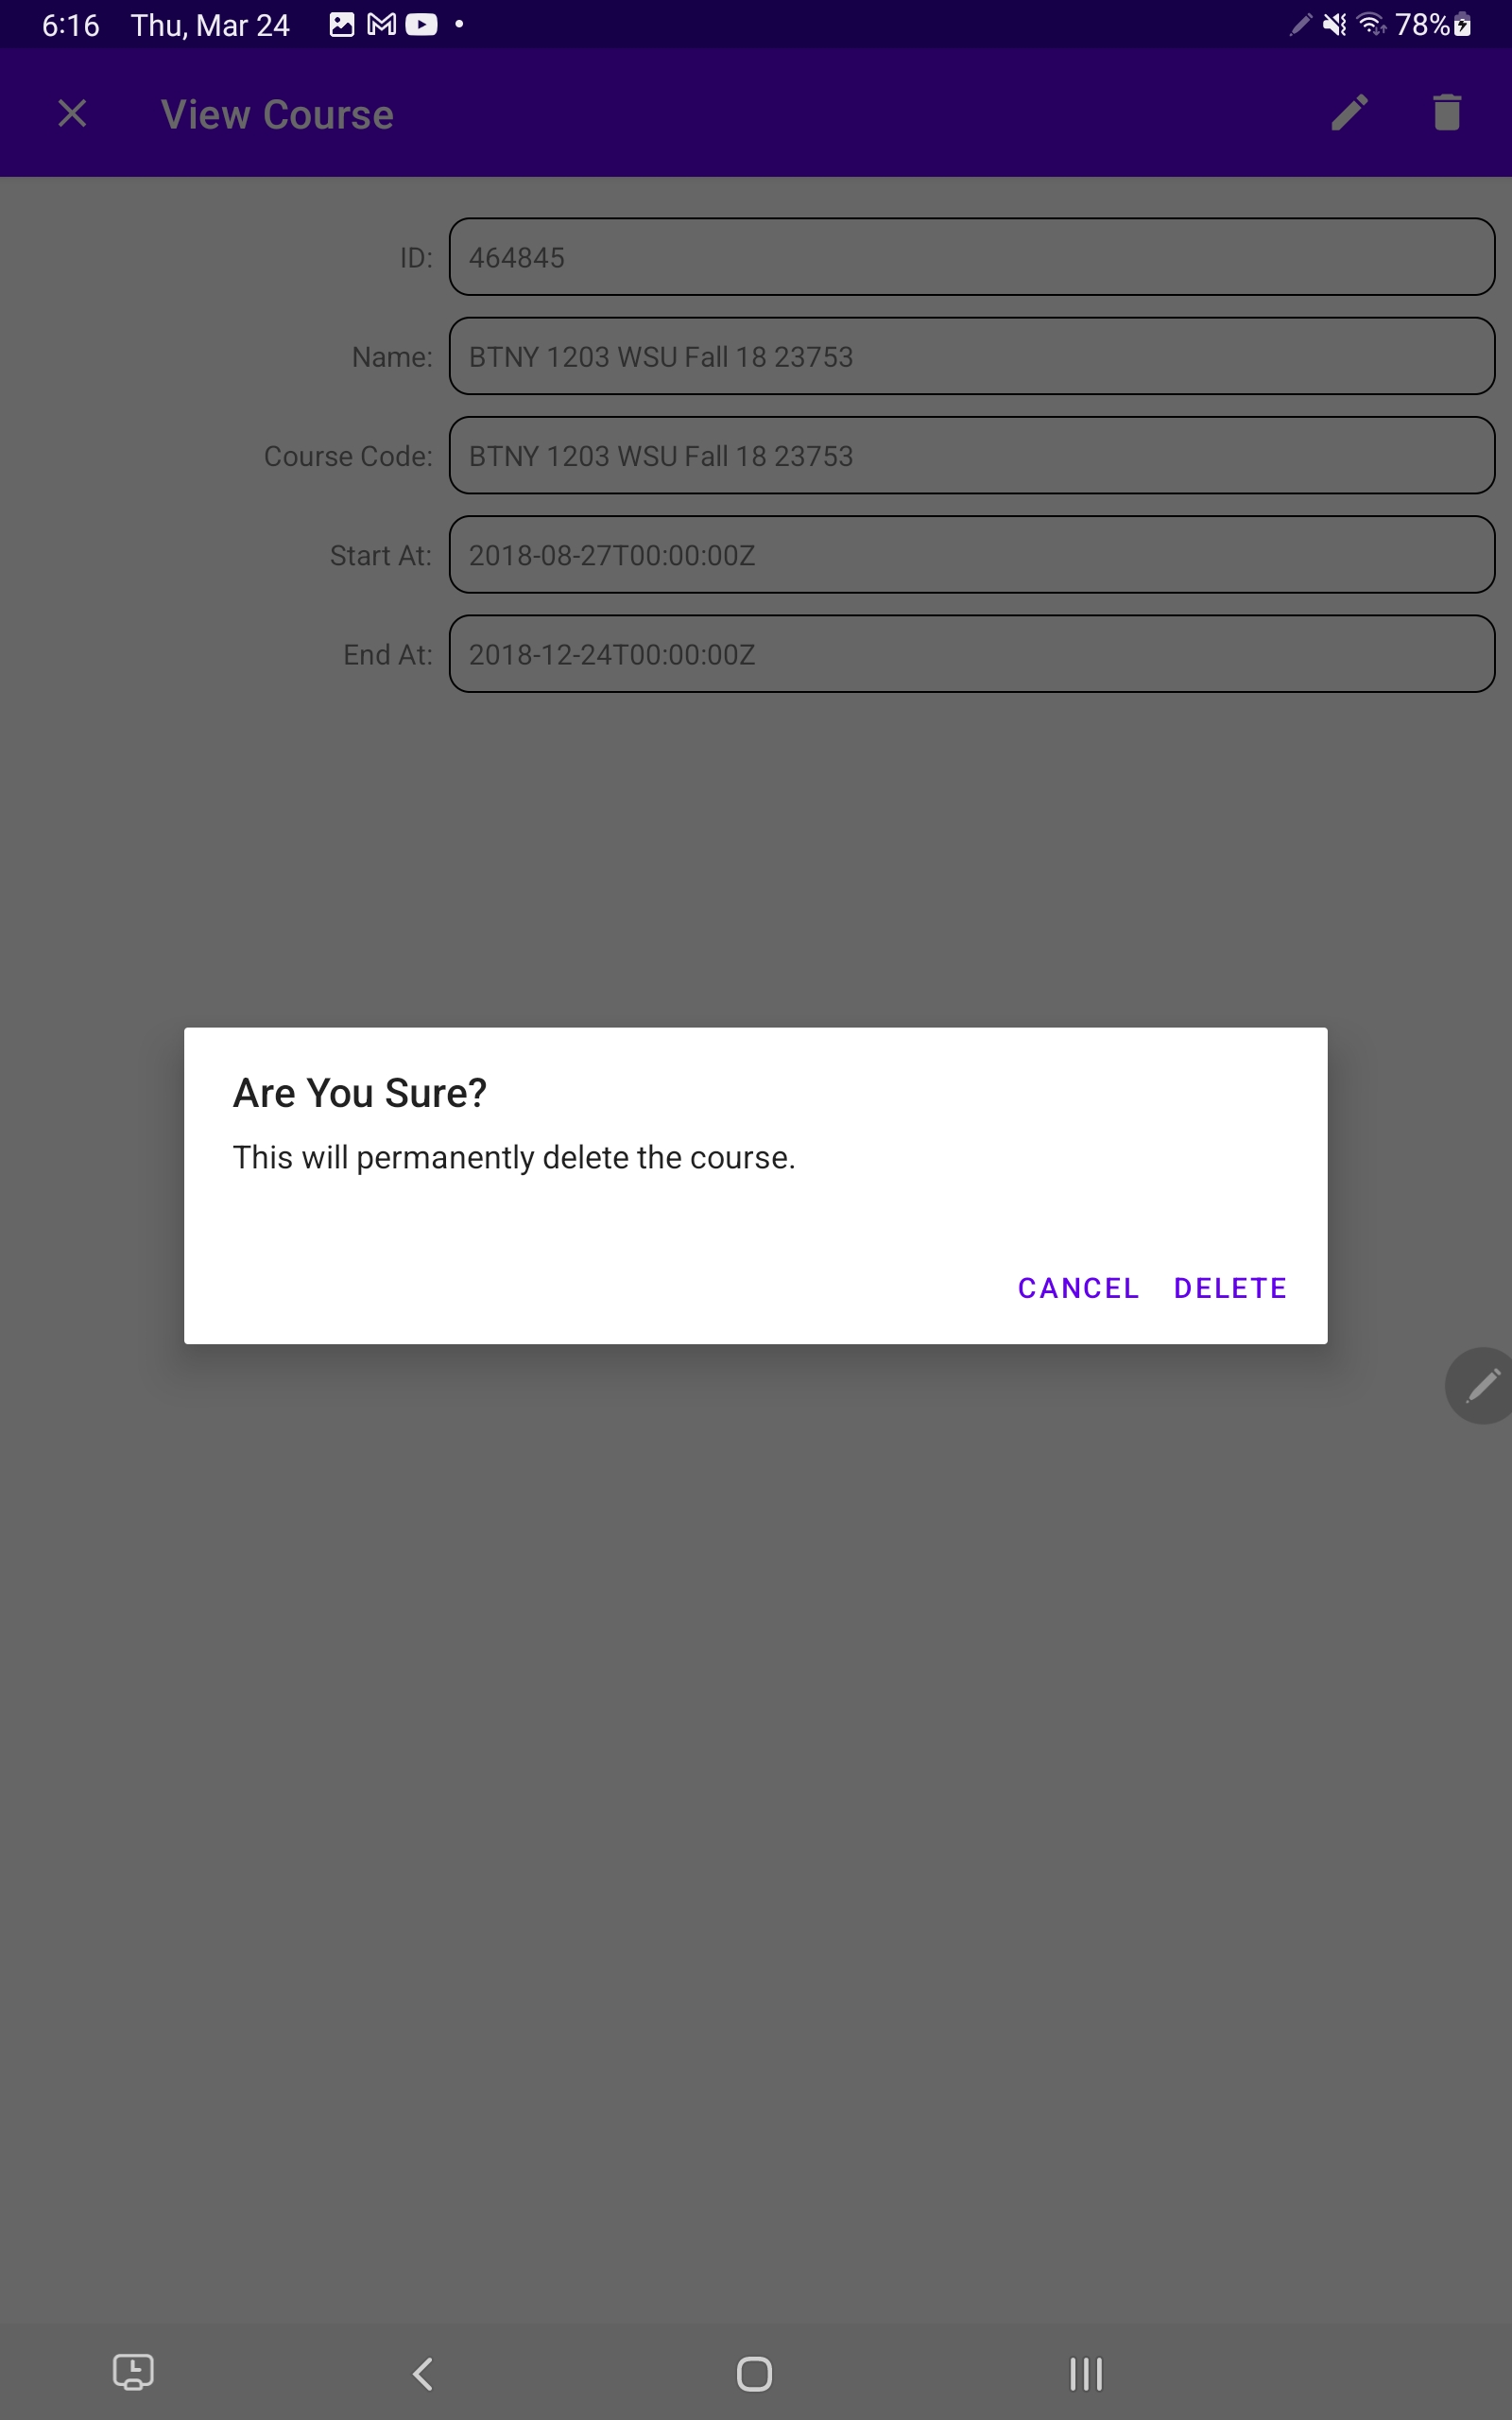 6:16 Thu, Mar 24 78%
View Course
ID: 464845
Name: BTNY 1203 WSU Fall 18 23753
Course Code: BTNY 1203 WSU Fall 18 23753
Start At: 2018-08-27T00:00:00Z
End At: 2018-12-24T00:00:00Z
Are You Sure?
This will permanently delete the course.
CANCEL DELETE